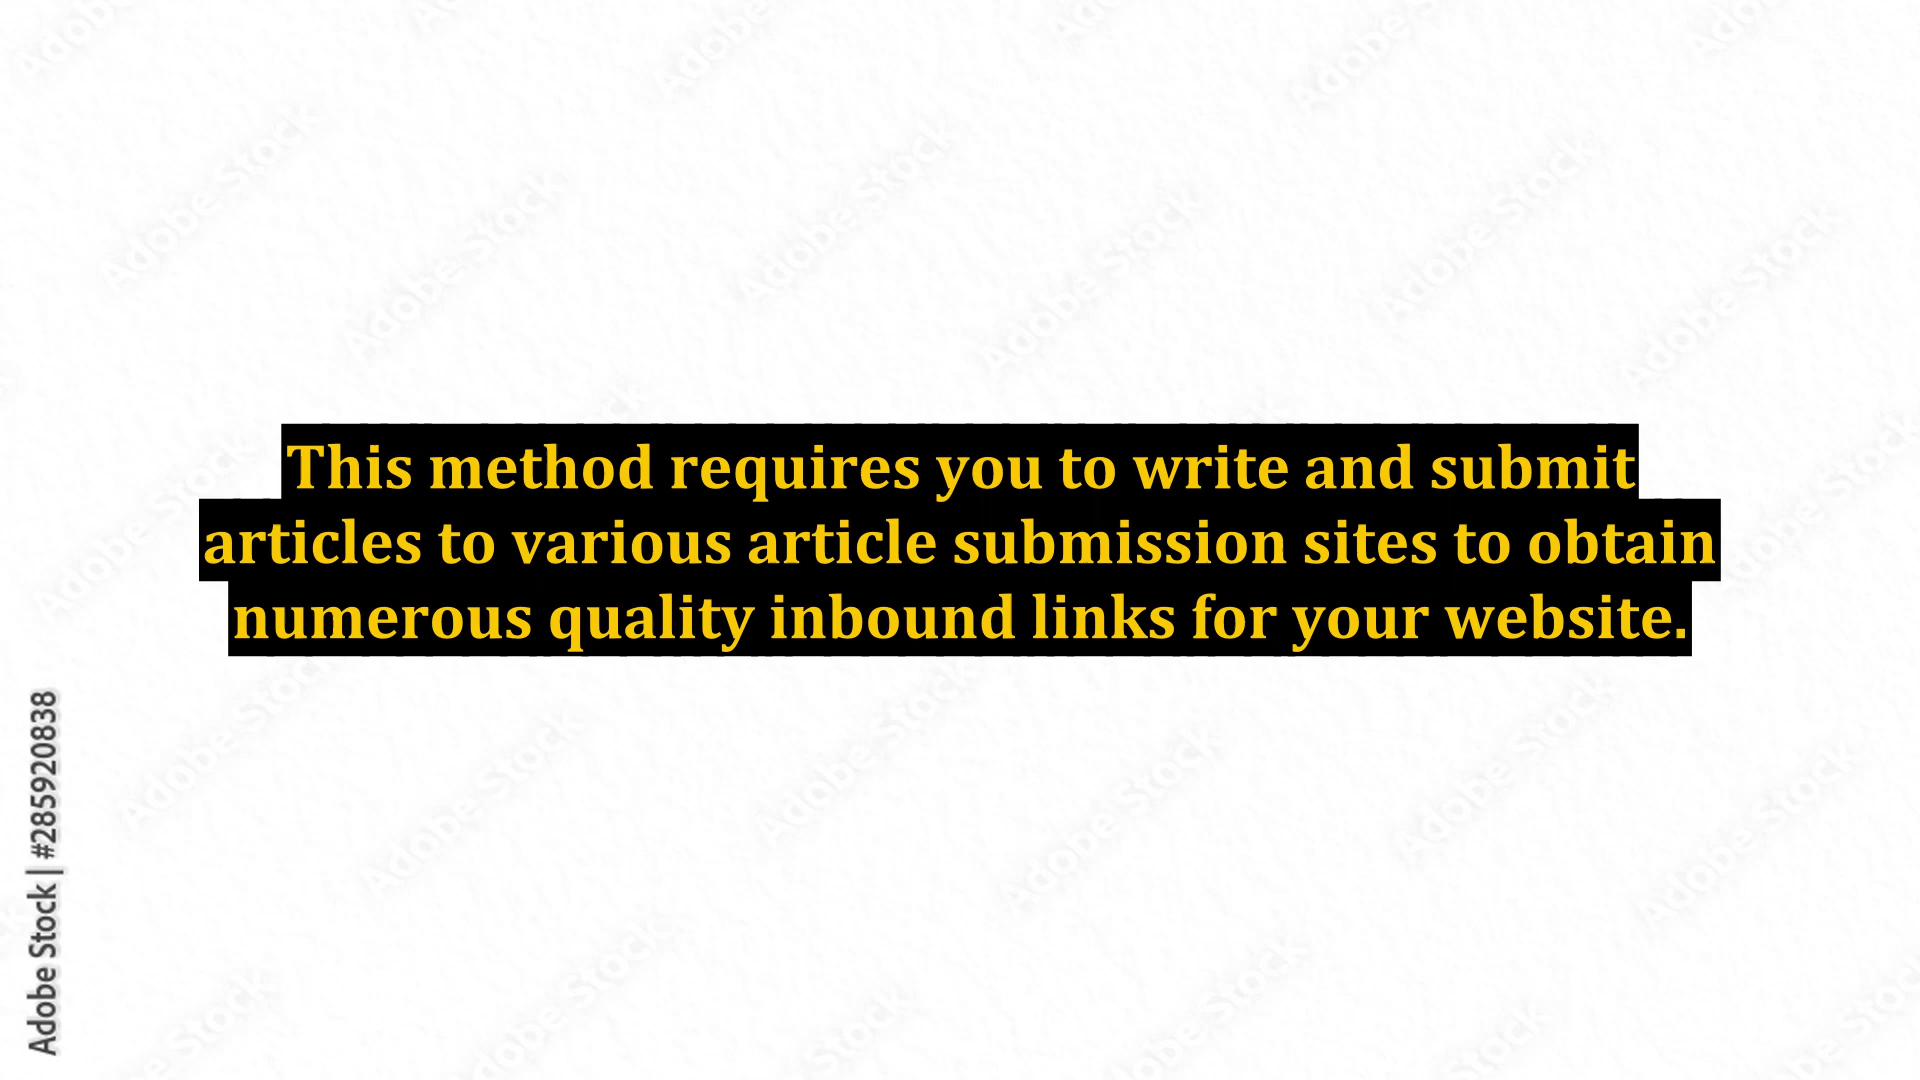 This method requires you to write and submit
articles to various article submission sites to obtain
numerous quality inbound links for your website.
Adobe Stock | #285920838